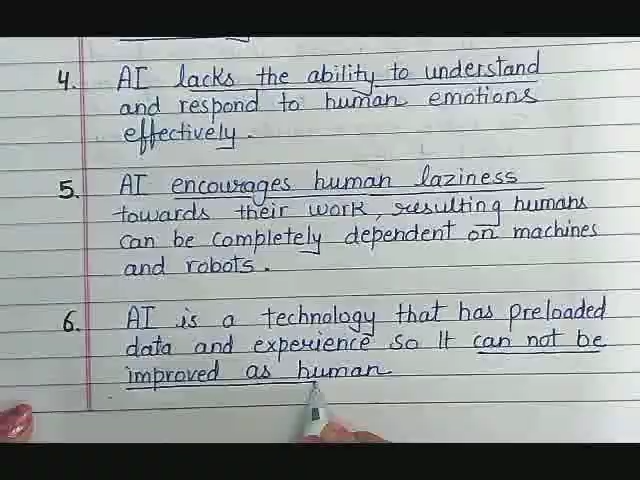 4. AI lacks the ability to understand
and respond to human emotions
effectively.
5. AI encourages human laziness
towards their work, resulting humans
can be completely dependent on machines
and robots.
6. AI is a technology that has preloaded
data and experience so it can not be
improved as human